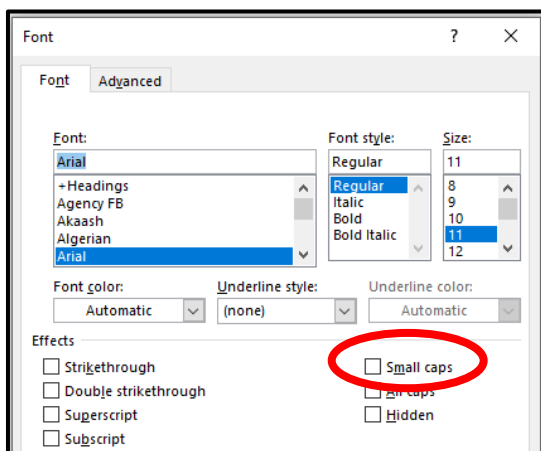 Font ?
Font Advanced
Font: Font style: Size:
Arial Regular 11
+Headings Regular 8
Agency FB Italic 9
Akaash Bold 10
Algerian Bold Italic 11
Arial 12
Font color: Underline style: Underline color:
Automatic (none) Automatic
Effects
Strikethrough Small caps
Double strikethrough All caps
Superscript Hidden
Subscript